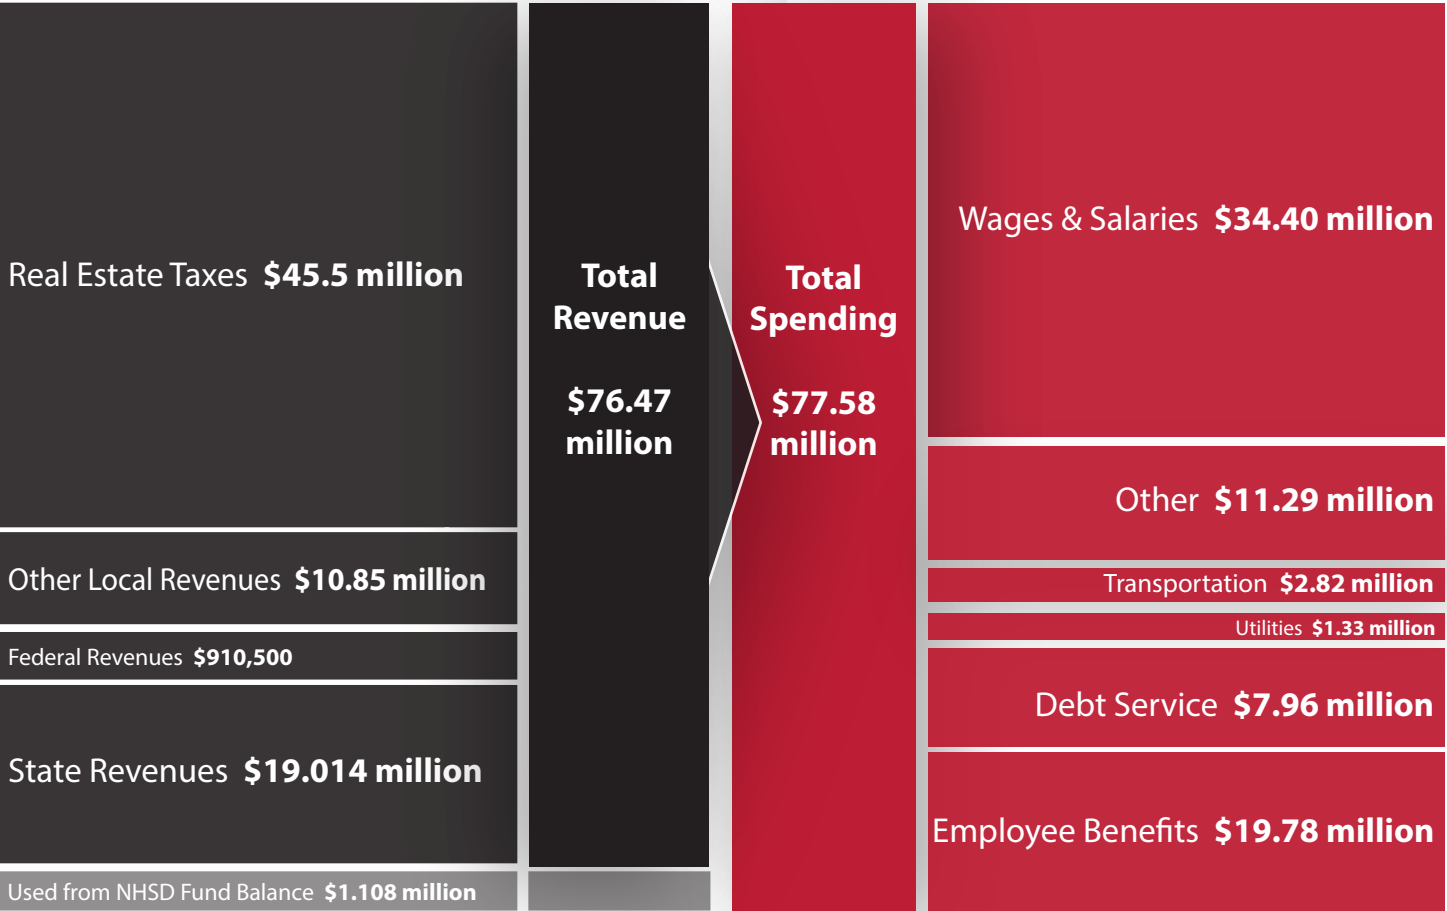 Real Estate Taxes $45.5 million
Other Local Revenues $10.85 million
Federal Revenues $910,500
State Revenues $19.014 million
Used from NHSD Fund Balance $1.108 million
Total
Revenue
$76.47
million
Total
Spending
$77.58
million
Wages & Salaries $34.40 million
Other $11.29 million
Transportation $2.82 million
Utilities $1.33 million
Debt Service $7.96 million
Employee Benefits $19.78 million